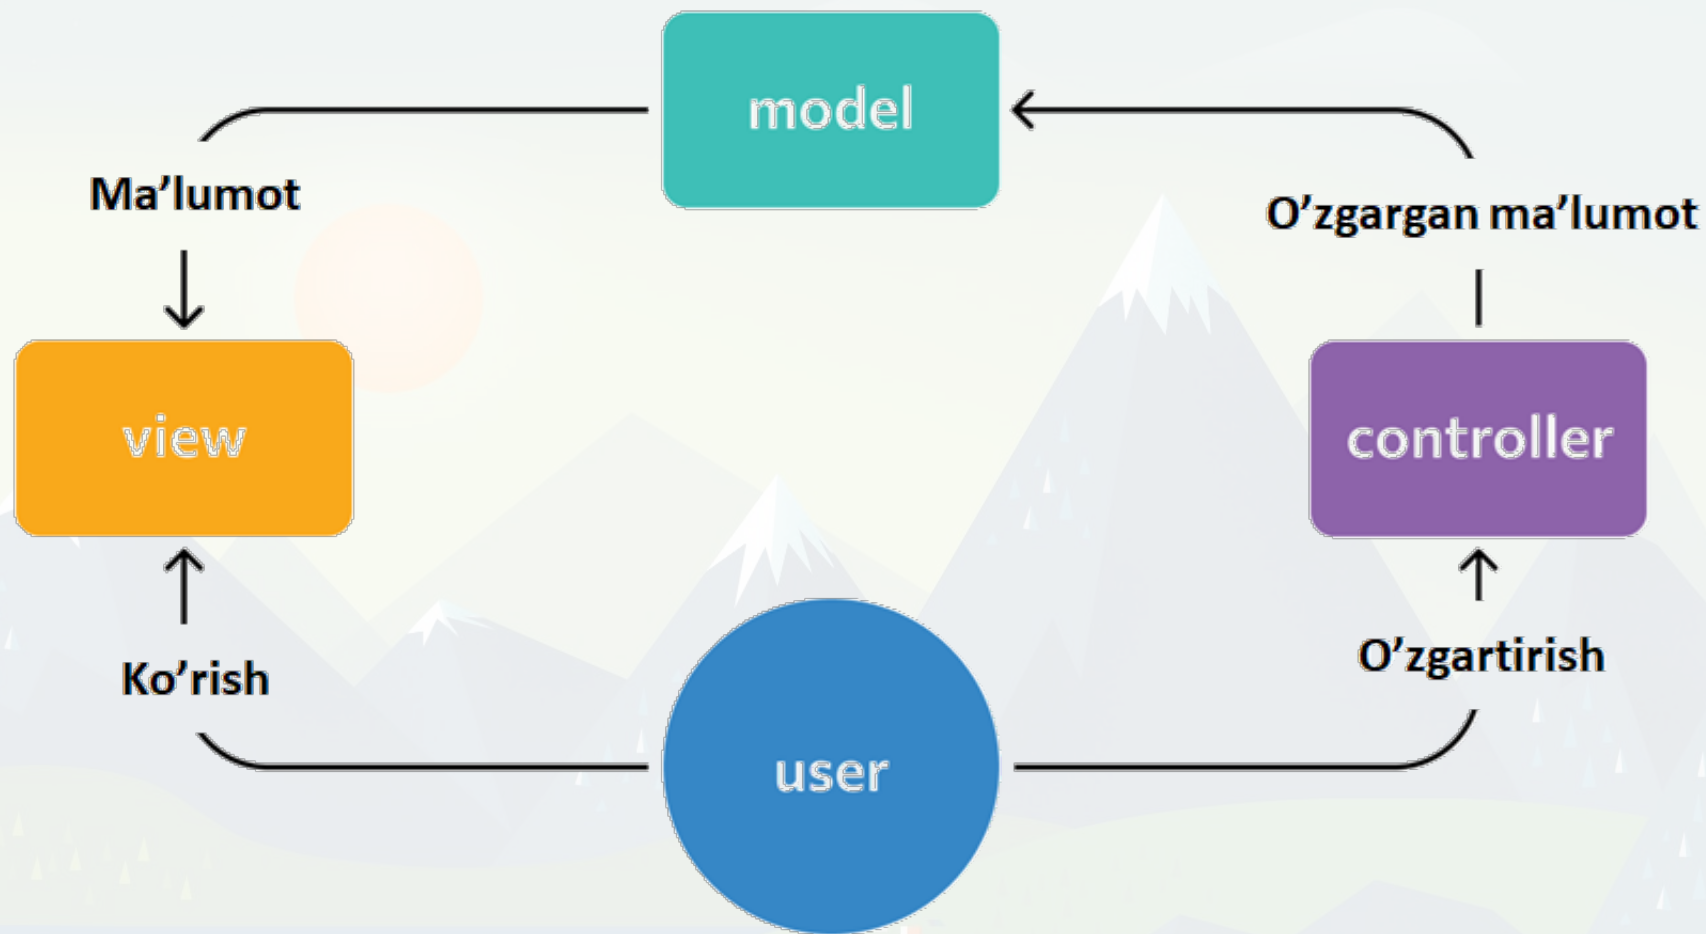 model
Ma’lumot
O’zgargan ma’lumot
view
controller
Ko’rish
O’zgartirish
user